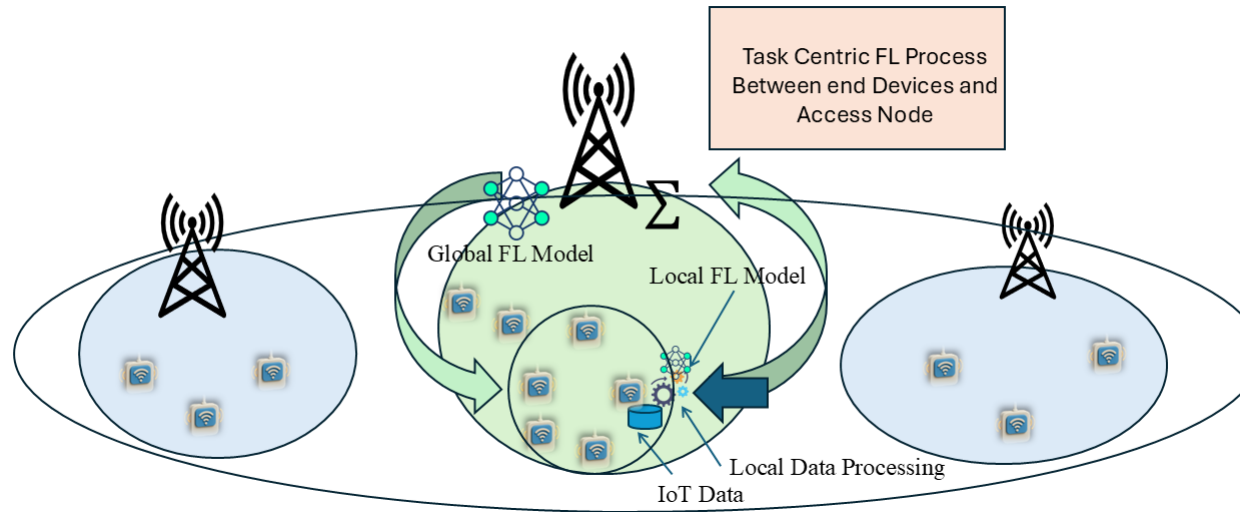 Task Centric FL Process
Between end Devices and
Access Node
Σ
Global FL Model
Local FL Model
Local Data Processing
IoT Data